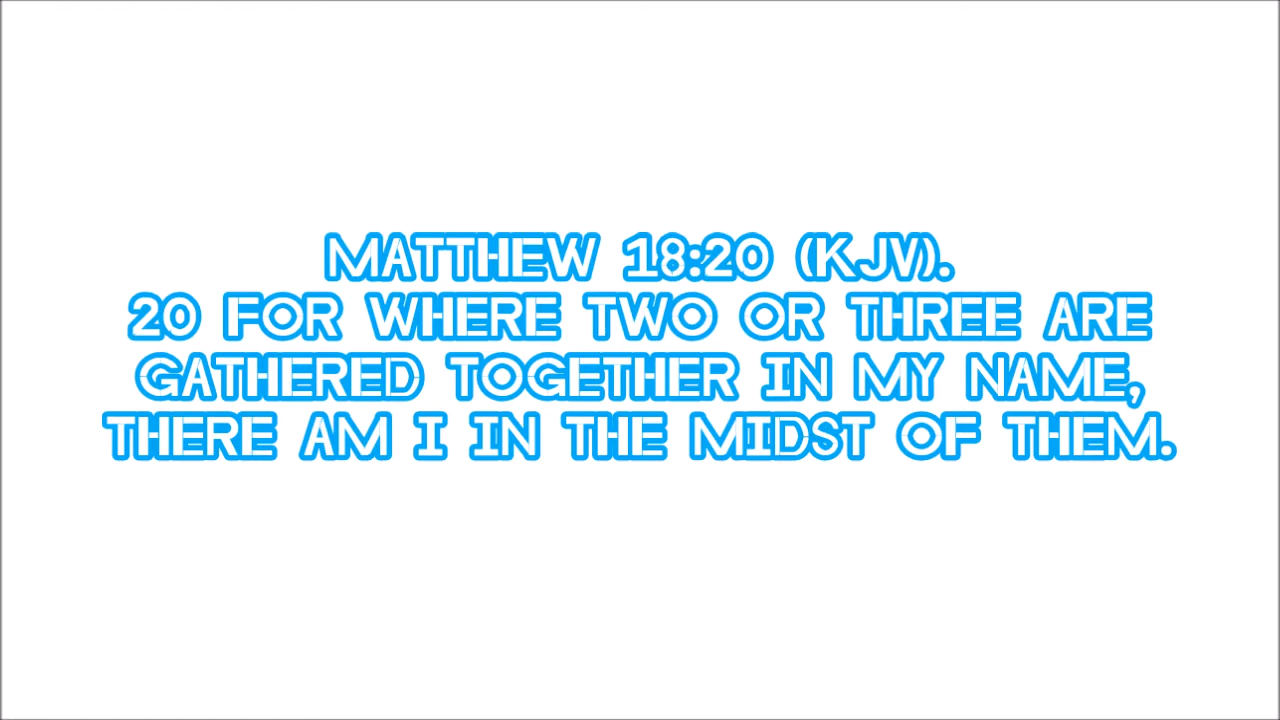 MATTHEW 18:20 (KJV).
20 FOR WHERE TWO OR THREE ARE
GATHERED TOGETHER IN MY NAME,
THERE AM I IN THE MIDST OF THEM.